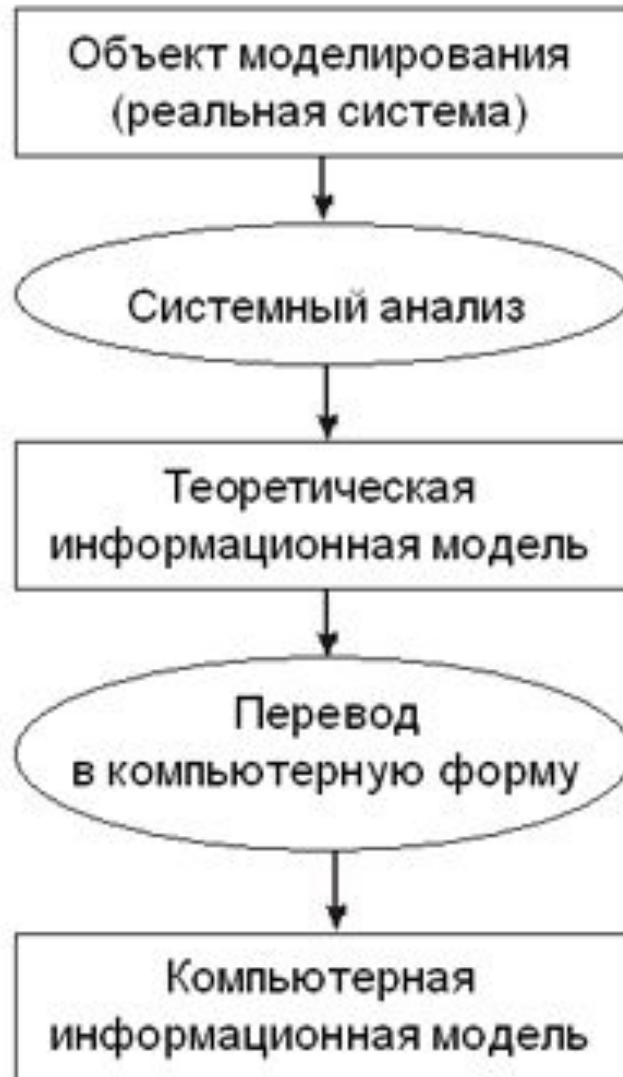 Объект моделирования
(реальная система)
Системный анализ
Теоретическая
информационная модель
Перевод
в компьютерную форму
Компьютерная
информационная модель